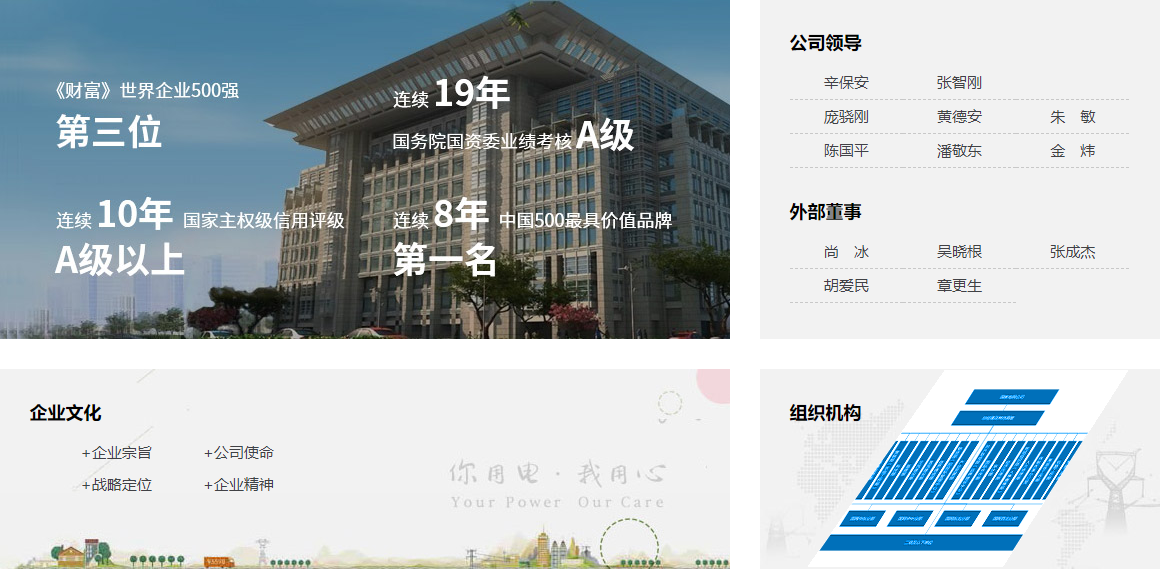 《财富》世界企业500强
第三位
连续 19年
国务院国资委业绩考核 A级
连续 10年 国家主权级信用评级
A级以上
连续 8年 中国500最具价值品牌
第一名
公司领导
辛保安 张智刚
庞骁刚 黄德安 朱 敏
陈国平 潘敬东 金 炜
外部董事
尚 冰 吴晓根 张成杰
胡爱民 章更生
企业文化
+企业宗旨 +公司使命
+战略定位 +企业精神
你用电·我用心
Your Power Our Care
组织机构